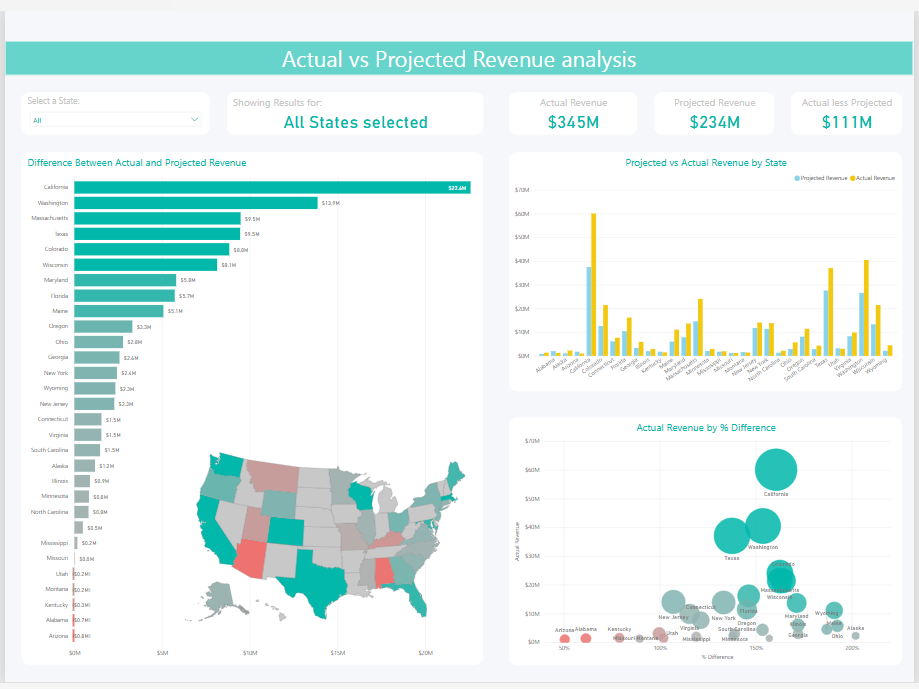 Actual vs Projected Revenue analysis
Select a State:
All
Showing Results for:
All States selected
Actual Revenue
$345M
Projected Revenue
$234M
Actual less Projected
$111M
Difference Between Actual and Projected Revenue
California $22.6M
Washington $13.9M
Massachusetts $9.5M
Texas $9.5M
Colorado $8.8M
Wisconsin $8.1M
Maryland $5.8M
Florida $5.7M
Maine $5.1M
Oregon $3.3M
Ohio $2.8M
Georgia $2.6M
New York $2.4M
Wyoming $2.3M
New Jersey $2.3M
Connecticut $1.5M
Virginia $1.5M
South Carolina $1.5M
Alaska $1.2M
Illinois $0.9M
Minnesota $0.8M
North Carolina $0.8M
$0.5M
Mississippi $0.2M
Missouri $0.0M
Utah ($0.2M)
Montana ($0.2M)
Kentucky ($0.3M)
Alabama ($0.7M)
Arizona ($0.8M)
$0M $5M $10M $15M $20M
Projected vs Actual Revenue by State
Projected Revenue Actual Revenue
$70M
$60M
$50M
$40M
$30M
$20M
$10M
$0M
Alabama Alaska Arizona California Colorado Connecticut Florida Georgia Illinois Kentucky Maine Maryland Massachusetts Minnesota Mississippi Missouri Montana New Jersey New York North Carolina Ohio Oregon South Carolina Texas Utah Virginia Washington Wisconsin Wyoming
Actual Revenue by % Difference
Actual Revenue
$70M
$60M
California
$50M
$40M
Washington
Texas
$30M
$20M
Wisconsin
$10M
Connecticut Florida Wyoming
New Jersey New York Maryland
Oregon Maine
Arizona Alabama Kentucky Utah Virginia South Carolina Illinois Alaska
Missouri Montana Mississippi Minnesota Georgia Ohio
$0M
50% 100% 150% 200%
% Difference